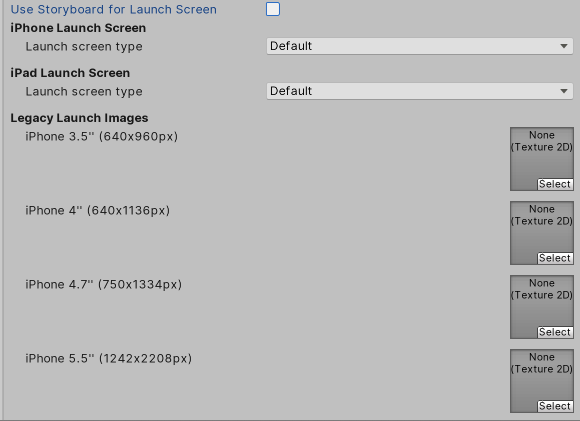 Use Storyboard for Launch Screen
iPhone Launch Screen
Launch screen type Default
iPad Launch Screen
Launch screen type Default
Legacy Launch Images
iPhone 3.5'' (640x960px)
None
(Texture 2D)
Select
iPhone 4'' (640x1136px)
None
(Texture 2D)
Select
iPhone 4.7'' (750x1334px)
None
(Texture 2D)
Select
iPhone 5.5'' (1242x2208px)
None
(Texture 2D)
Select